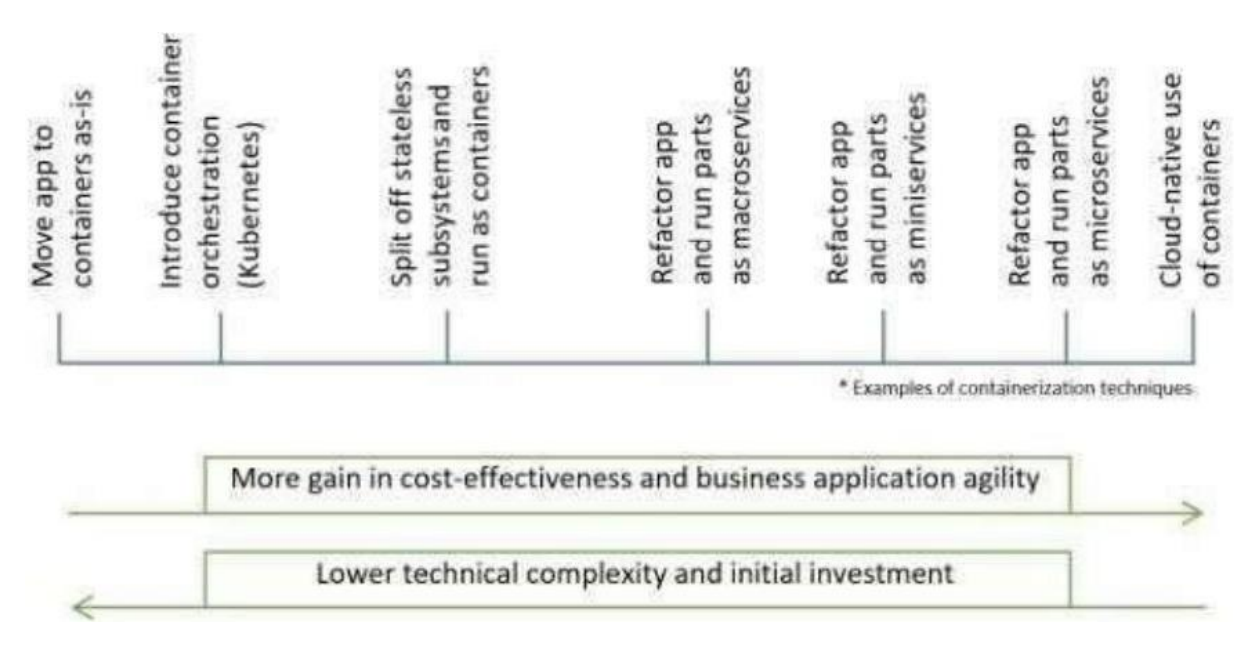 Move app to
containers as-is
Introduce container
orchestration
(Kubernetes)
Split off stateless
subsystems and
run as containers
Refactor app
and run parts
as macroservices
Refactor app
and run parts
as miniservices
Refactor app
and run parts
as microservices
Cloud-native use
of containers
* Examples of containerization techniques
More gain in cost-effectiveness and business application agility
Lower technical complexity and initial investment